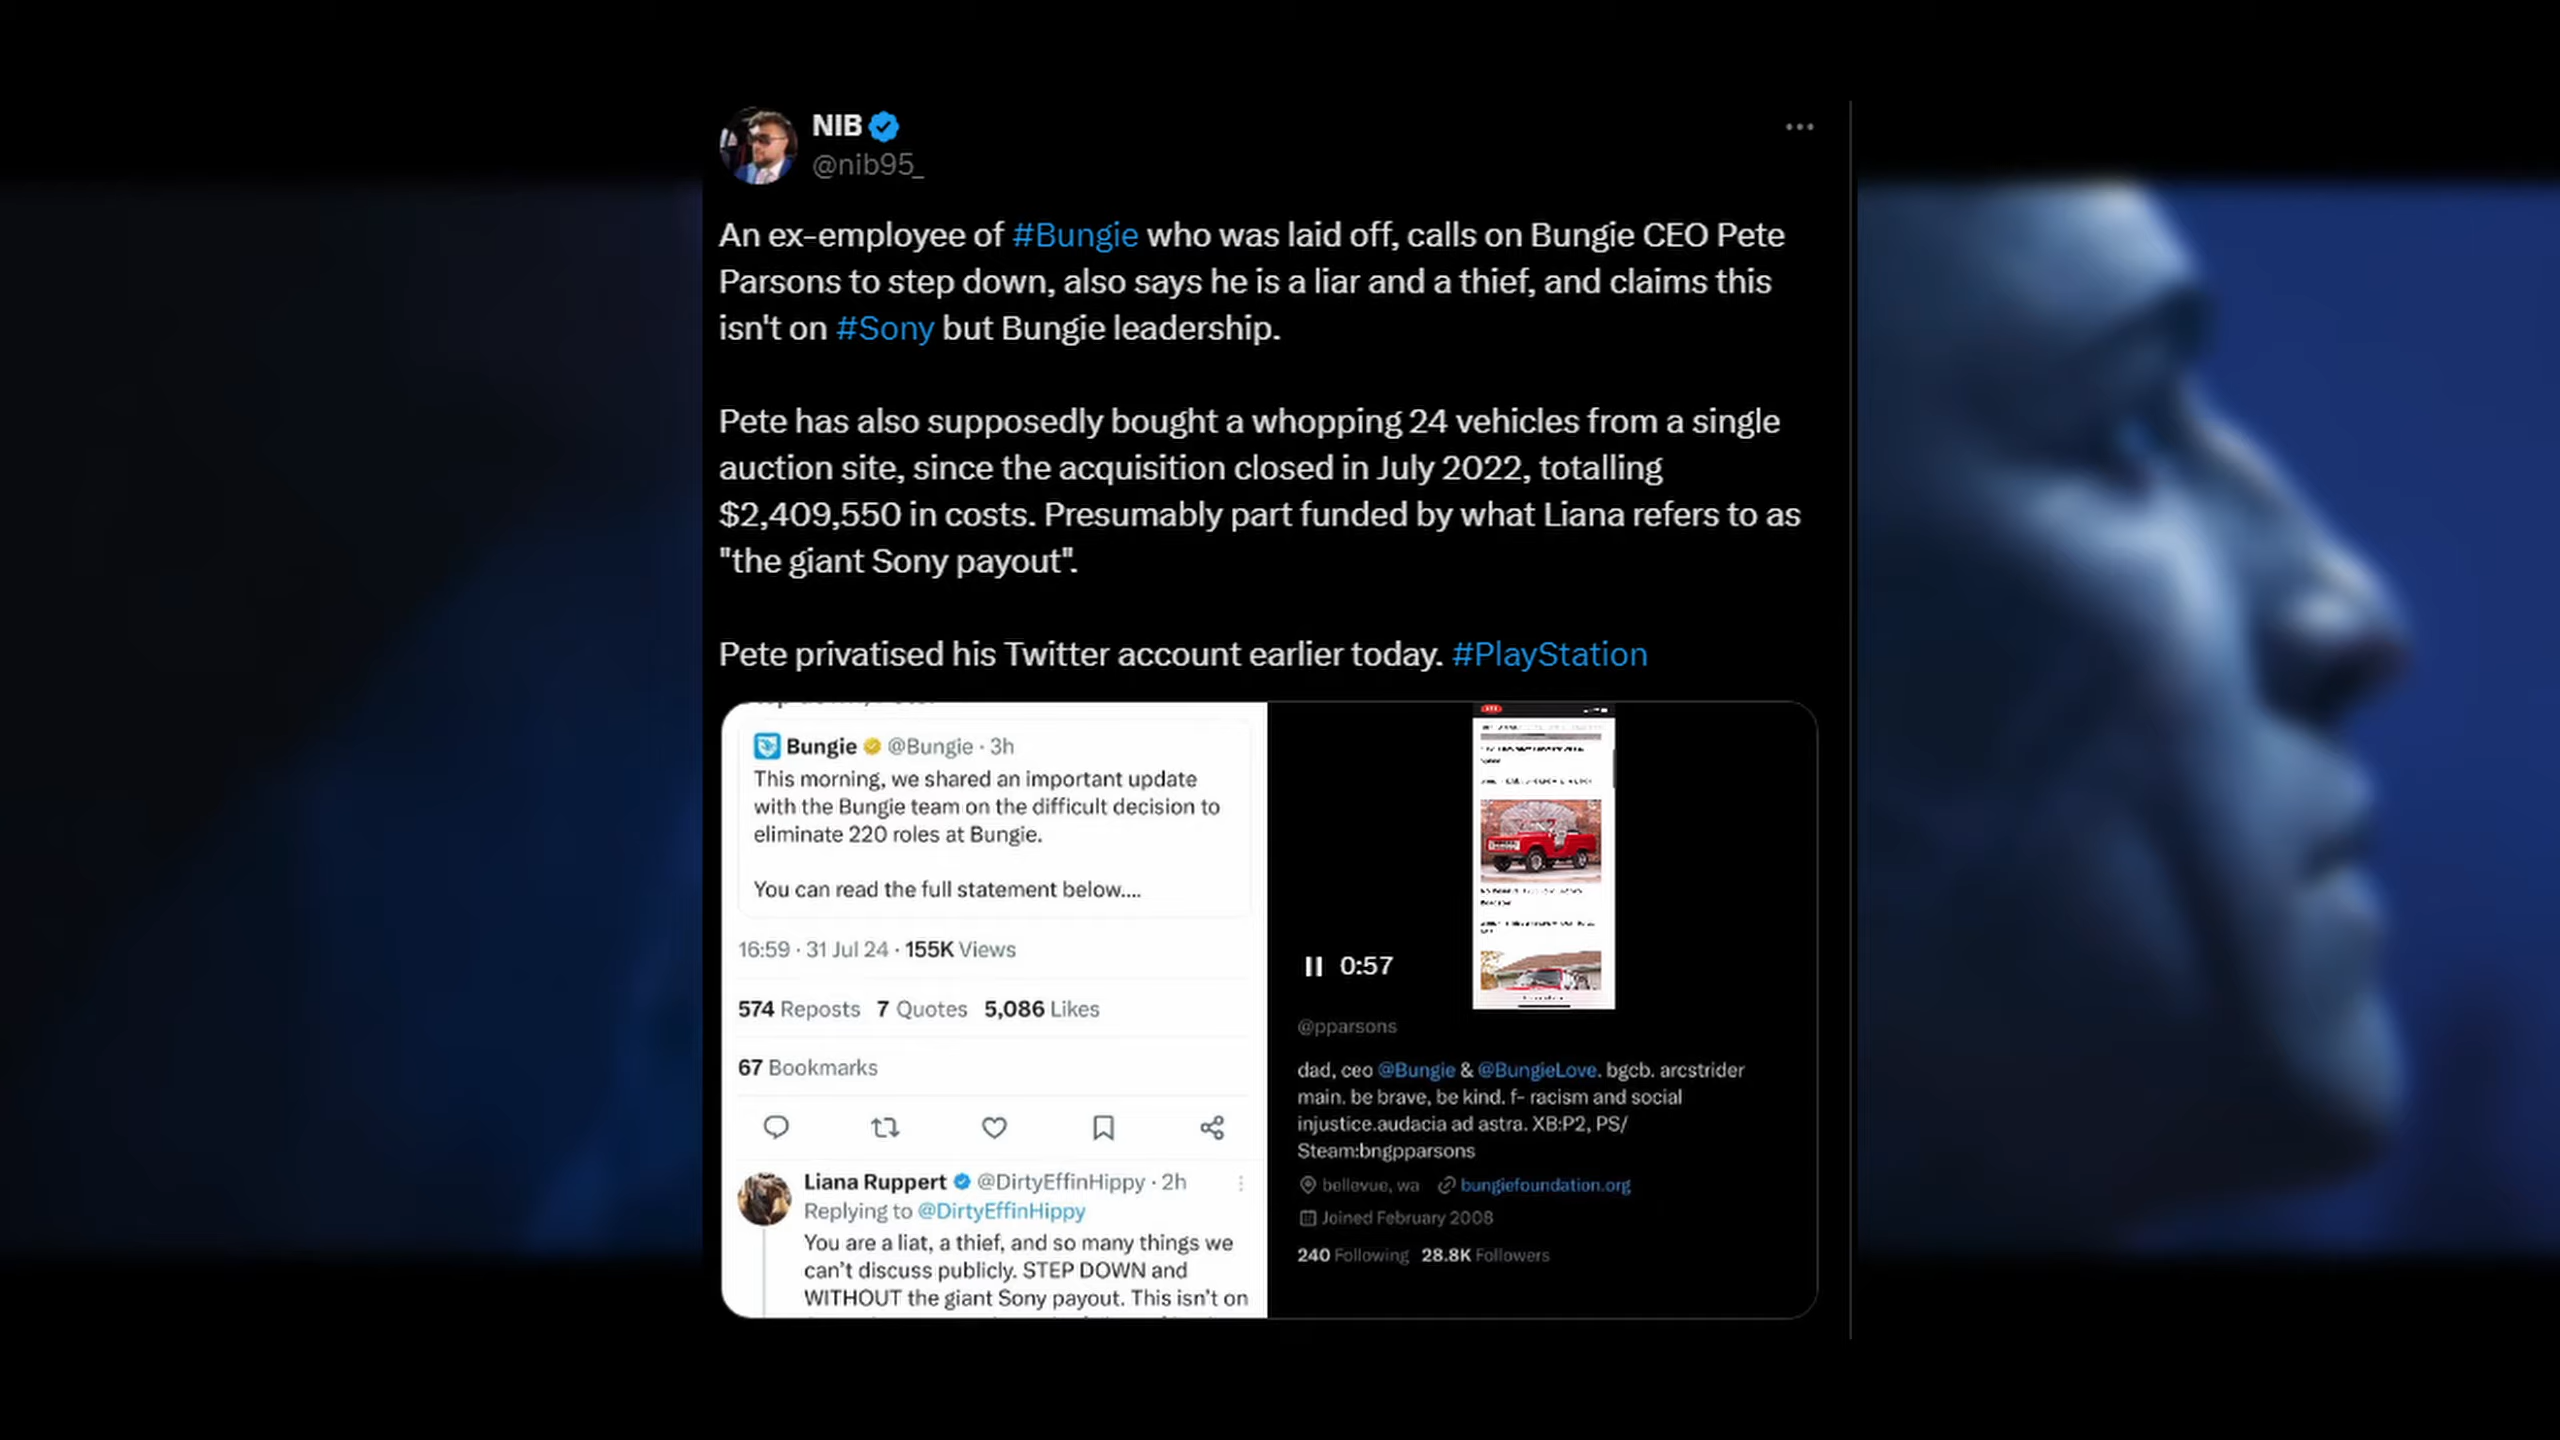 NIB
@nib95_
An ex-employee of #Bungie who was laid off, calls on Bungie CEO Pete
Parsons to step down, also says he is a liar and a thief, and claims this
isn't on #Sony but Bungie leadership.
Pete has also supposedly bought a whopping 24 vehicles from a single
auction site, since the acquisition closed in July 2022, totalling
$2,409,550 in costs. Presumably part funded by what Liana refers to as
"the giant Sony payout".
Pete privatised his Twitter account earlier today. #PlayStation
Bungie @Bungie · 3h
This morning, we shared an important update
with the Bungie team on the difficult decision to
eliminate 220 roles at Bungie.
You can read the full statement below....
16:59 · 31 Jul 24 · 155K Views
574 Reposts 7 Quotes 5,086 Likes
67 Bookmarks
Liana Ruppert @DirtyEffinHippy · 2h
Replying to @DirtyEffinHippy
You are a liat, a thief, and so many things we
can't discuss publicly. STEP DOWN and
WITHOUT the giant Sony payout. This isn't on
0:57
@pparsons
dad, ceo @Bungie & @BungieLove. bgcb. arcstrider
main. be brave, be kind. f- racism and social
injustice.audacia ad astra. XB:P2, PS/
Steam:bngpparsons
bellevue, wa bungiefoundation.org
Joined February 2008
240 Following 28.8K Followers